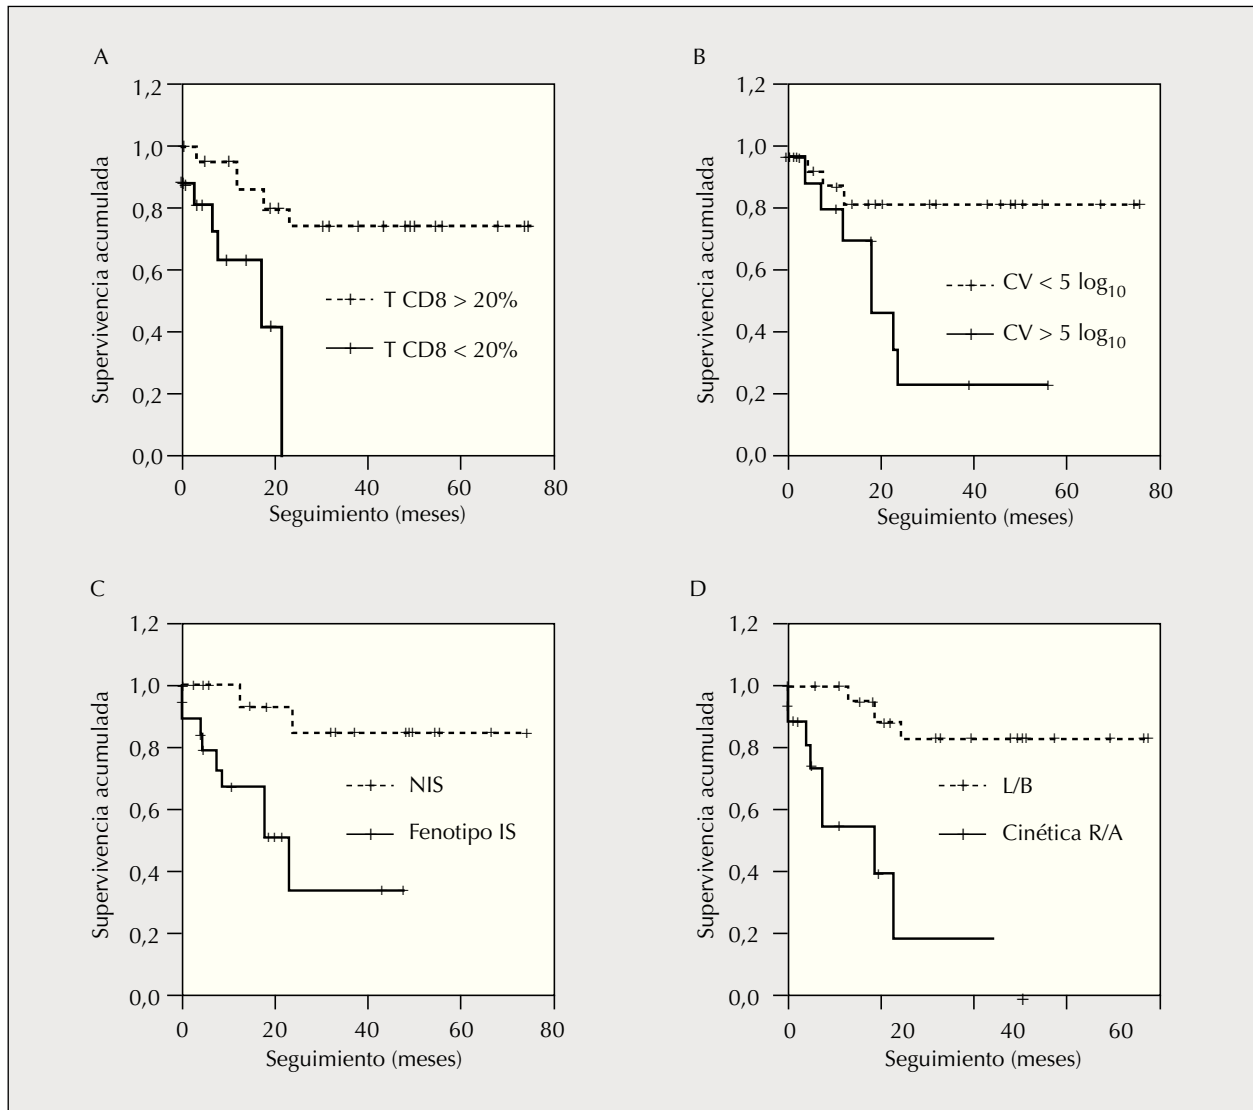 A
1,2
1,0
0,8
0,6
0,4
0,2
0,0
Supervivencia acumulada
T CD8 > 20%
T CD8 < 20%
0 20 40 60 80
Seguimiento (meses)
B
1,2
1,0
0,8
0,6
0,4
0,2
0,0
Supervivencia acumulada
CV < 5 log10
CV > 5 log10
0 20 40 60 80
Seguimiento (meses)
C
1,2
1,0
0,8
0,6
0,4
0,2
0,0
Supervivencia acumulada
NIS
Fenotipo IS
0 20 40 60 80
Seguimiento (meses)
D
1,2
1,0
0,8
0,6
0,4
0,2
0,0
Supervivencia acumulada
L/B
Cinética R/A
0 20 40 60
Seguimiento (meses)